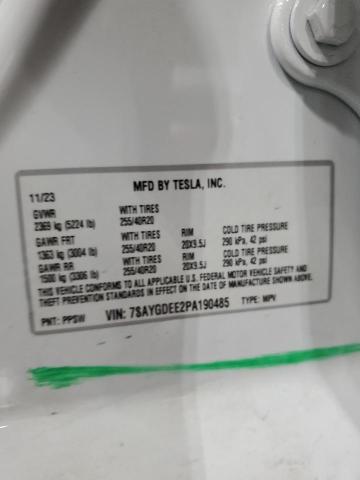 MFD BY TESLA, INC.
11/23
GVWR WITH TIRES
2369 kg (5224 lb) 255/40R20
GAWR FRT WITH TIRES RIM COLD TIRE PRESSURE
1363 kg (3004 lb) 255/40R20 20X9.5J 290 kPa, 42 psi
GAWR RR WITH TIRES RIM COLD TIRE PRESSURE
1500 kg (3306 lb) 255/40R20 20X9.5J 290 kPa, 42 psi
THIS VEHICLE CONFORMS TO ALL APPLICABLE U.S. FEDERAL MOTOR VEHICLE SAFETY AND
THEFT PREVENTION STANDARDS IN EFFECT ON THE DATE OF MANUFACTURE SHOWN ABOVE.
PNT: PPSW VIN: 7SAYGDEE2PA190485 TYPE: MPV